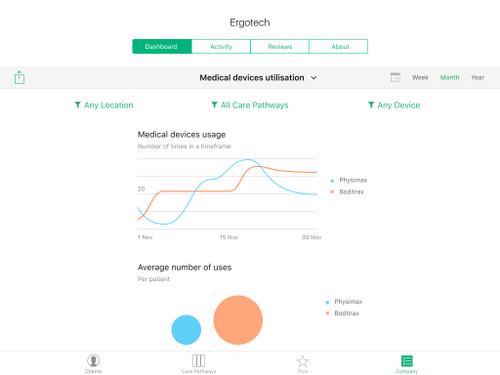 Ergotech
Dashboard Activity Reviews About
Medical devices utilisation Week Month Year
Any Location All Care Pathways Any Device
Medical devices usage
Number of times in a timeframe
20
Physimax
Boditrax
1 Nov 15 Nov 30 Nov
Average number of uses
Per patient
Physimax
Boditrax
Clients Care Pathways Pros Company